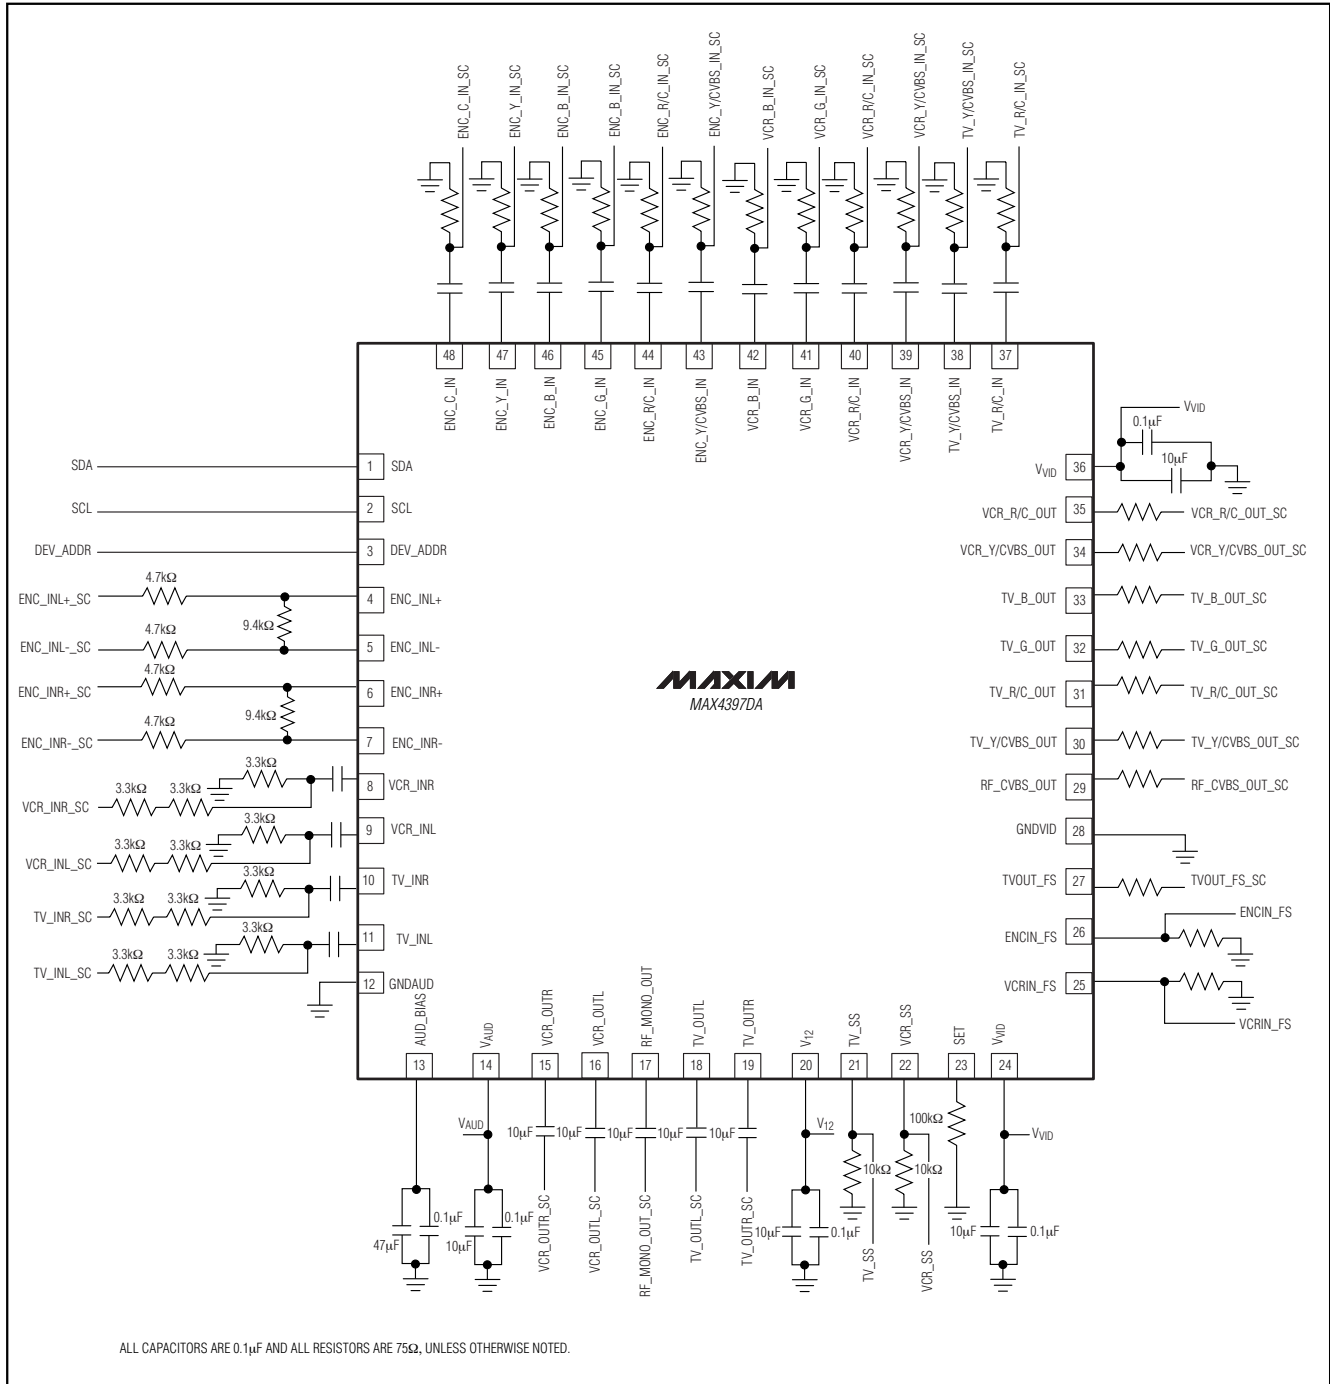 ENC_C_IN_SC
ENC_Y_IN_SC
ENC_B_IN_SC
ENC_B_IN_SC
ENC_R/C_IN_SC
ENC_Y/CVBS_IN_SC
VCR_B_IN_SC
VCR_G_IN_SC
VCR_R/C_IN_SC
VCR_Y/CVBS_IN_SC
TV_Y/CVBS_IN_SC
TV_R/C_IN_SC
48
47
46
45
44
43
42
41
40
39
38
37
ENC_C_IN
ENC_Y_IN
ENC_B_IN
ENC_G_IN
ENC_R/C_IN
ENC_Y/CVBS_IN
VCR_B_IN
VCR_G_IN
VCR_R/C_IN
VCR_Y/CVBS_IN
TV_Y/CVBS_IN
TV_R/C_IN
SDA
1
SDA
SCL
2
SCL
DEV_ADDR
3
DEV_ADDR
ENC_INL+_SC
4.7kΩ
4
ENC_INL+
9.4kΩ
ENC_INL-_SC
4.7kΩ
5
ENC_INL-
ENC_INR+_SC
4.7kΩ
6
ENC_INR+
9.4kΩ
ENC_INR-_SC
4.7kΩ
7
ENC_INR-
3.3kΩ
8
VCR_INR
VCR_INR_SC
3.3kΩ
3.3kΩ
3.3kΩ
9
VCR_INL
VCR_INL_SC
3.3kΩ
3.3kΩ
3.3kΩ
10
TV_INR
TV_INR_SC
3.3kΩ
3.3kΩ
3.3kΩ
11
TV_INL
TV_INL_SC
3.3kΩ
3.3kΩ
12
GNDAUD
MAXIM
MAX4397DA
VVID
0.1µF
10µF
VVID
36
VCR_R/C_OUT
35
VCR_R/C_OUT_SC
VCR_Y/CVBS_OUT
34
VCR_Y/CVBS_OUT_SC
TV_B_OUT
33
TV_B_OUT_SC
TV_G_OUT
32
TV_G_OUT_SC
TV_R/C_OUT
31
TV_R/C_OUT_SC
TV_Y/CVBS_OUT
30
TV_Y/CVBS_OUT_SC
RF_CVBS_OUT
29
RF_CVBS_OUT_SC
GNDVID
28
TVOUT_FS
27
TVOUT_FS_SC
ENCIN_FS
26
ENCIN_FS
VCRIN_FS
25
VCRIN_FS
AUD_BIAS
VAUD
VCR_OUTR
VCR_OUTL
RF_MONO_OUT
TV_OUTL
TV_OUTR
V12
TV_SS
VCR_SS
SET
VVID
13
14
15
16
17
18
19
20
21
22
23
24
VAUD
10µF
10µF
10µF
10µF
10µF
V12
100kΩ
VVID
10kΩ
10kΩ
47µF
0.1µF
10µF
0.1µF
VCR_OUTR_SC
VCR_OUTL_SC
RF_MONO_OUT_SC
TV_OUTL_SC
TV_OUTR_SC
10µF
0.1µF
TV_SS
VCR_SS
10µF
0.1µF
ALL CAPACITORS ARE 0.1µF AND ALL RESISTORS ARE 75Ω, UNLESS OTHERWISE NOTED.